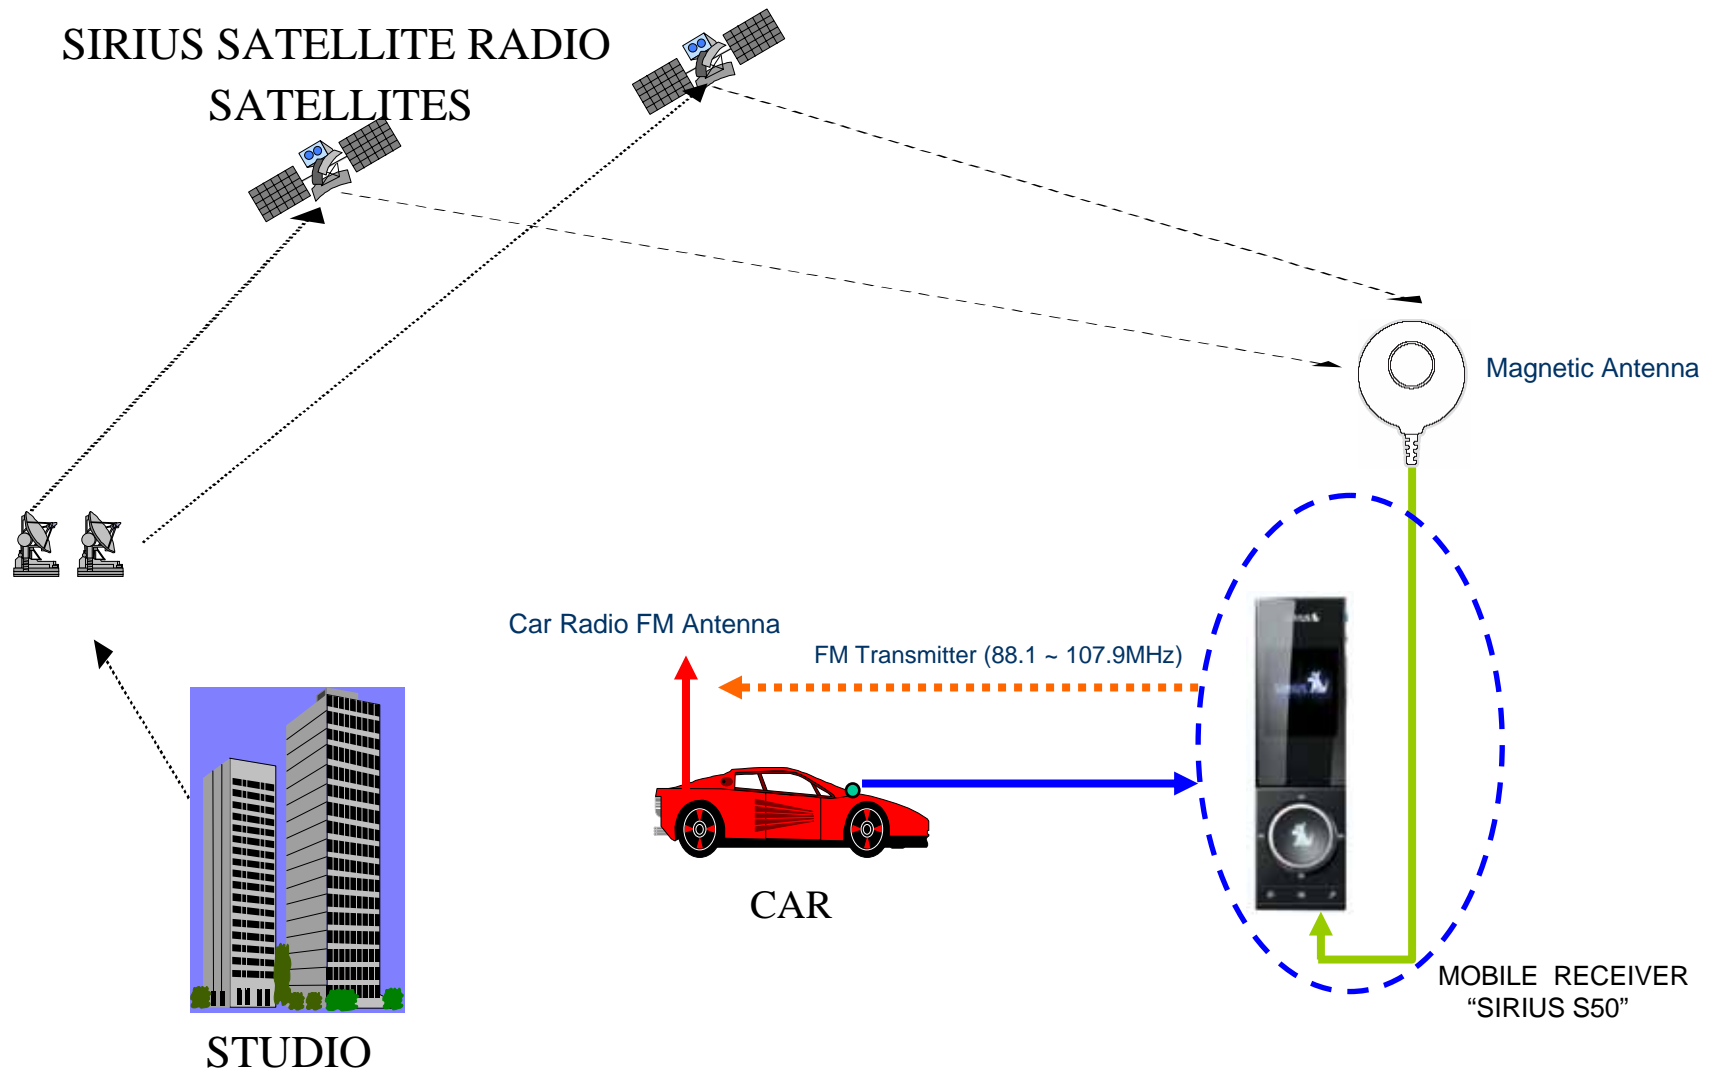 SIRIUS SATELLITE RADIO
SATELLITES
Magnetic Antenna
Car Radio FM Antenna
FM Transmitter (88.1 ~ 107.9MHz)
CAR
MOBILE RECEIVER
“SIRIUS S50”
STUDIO